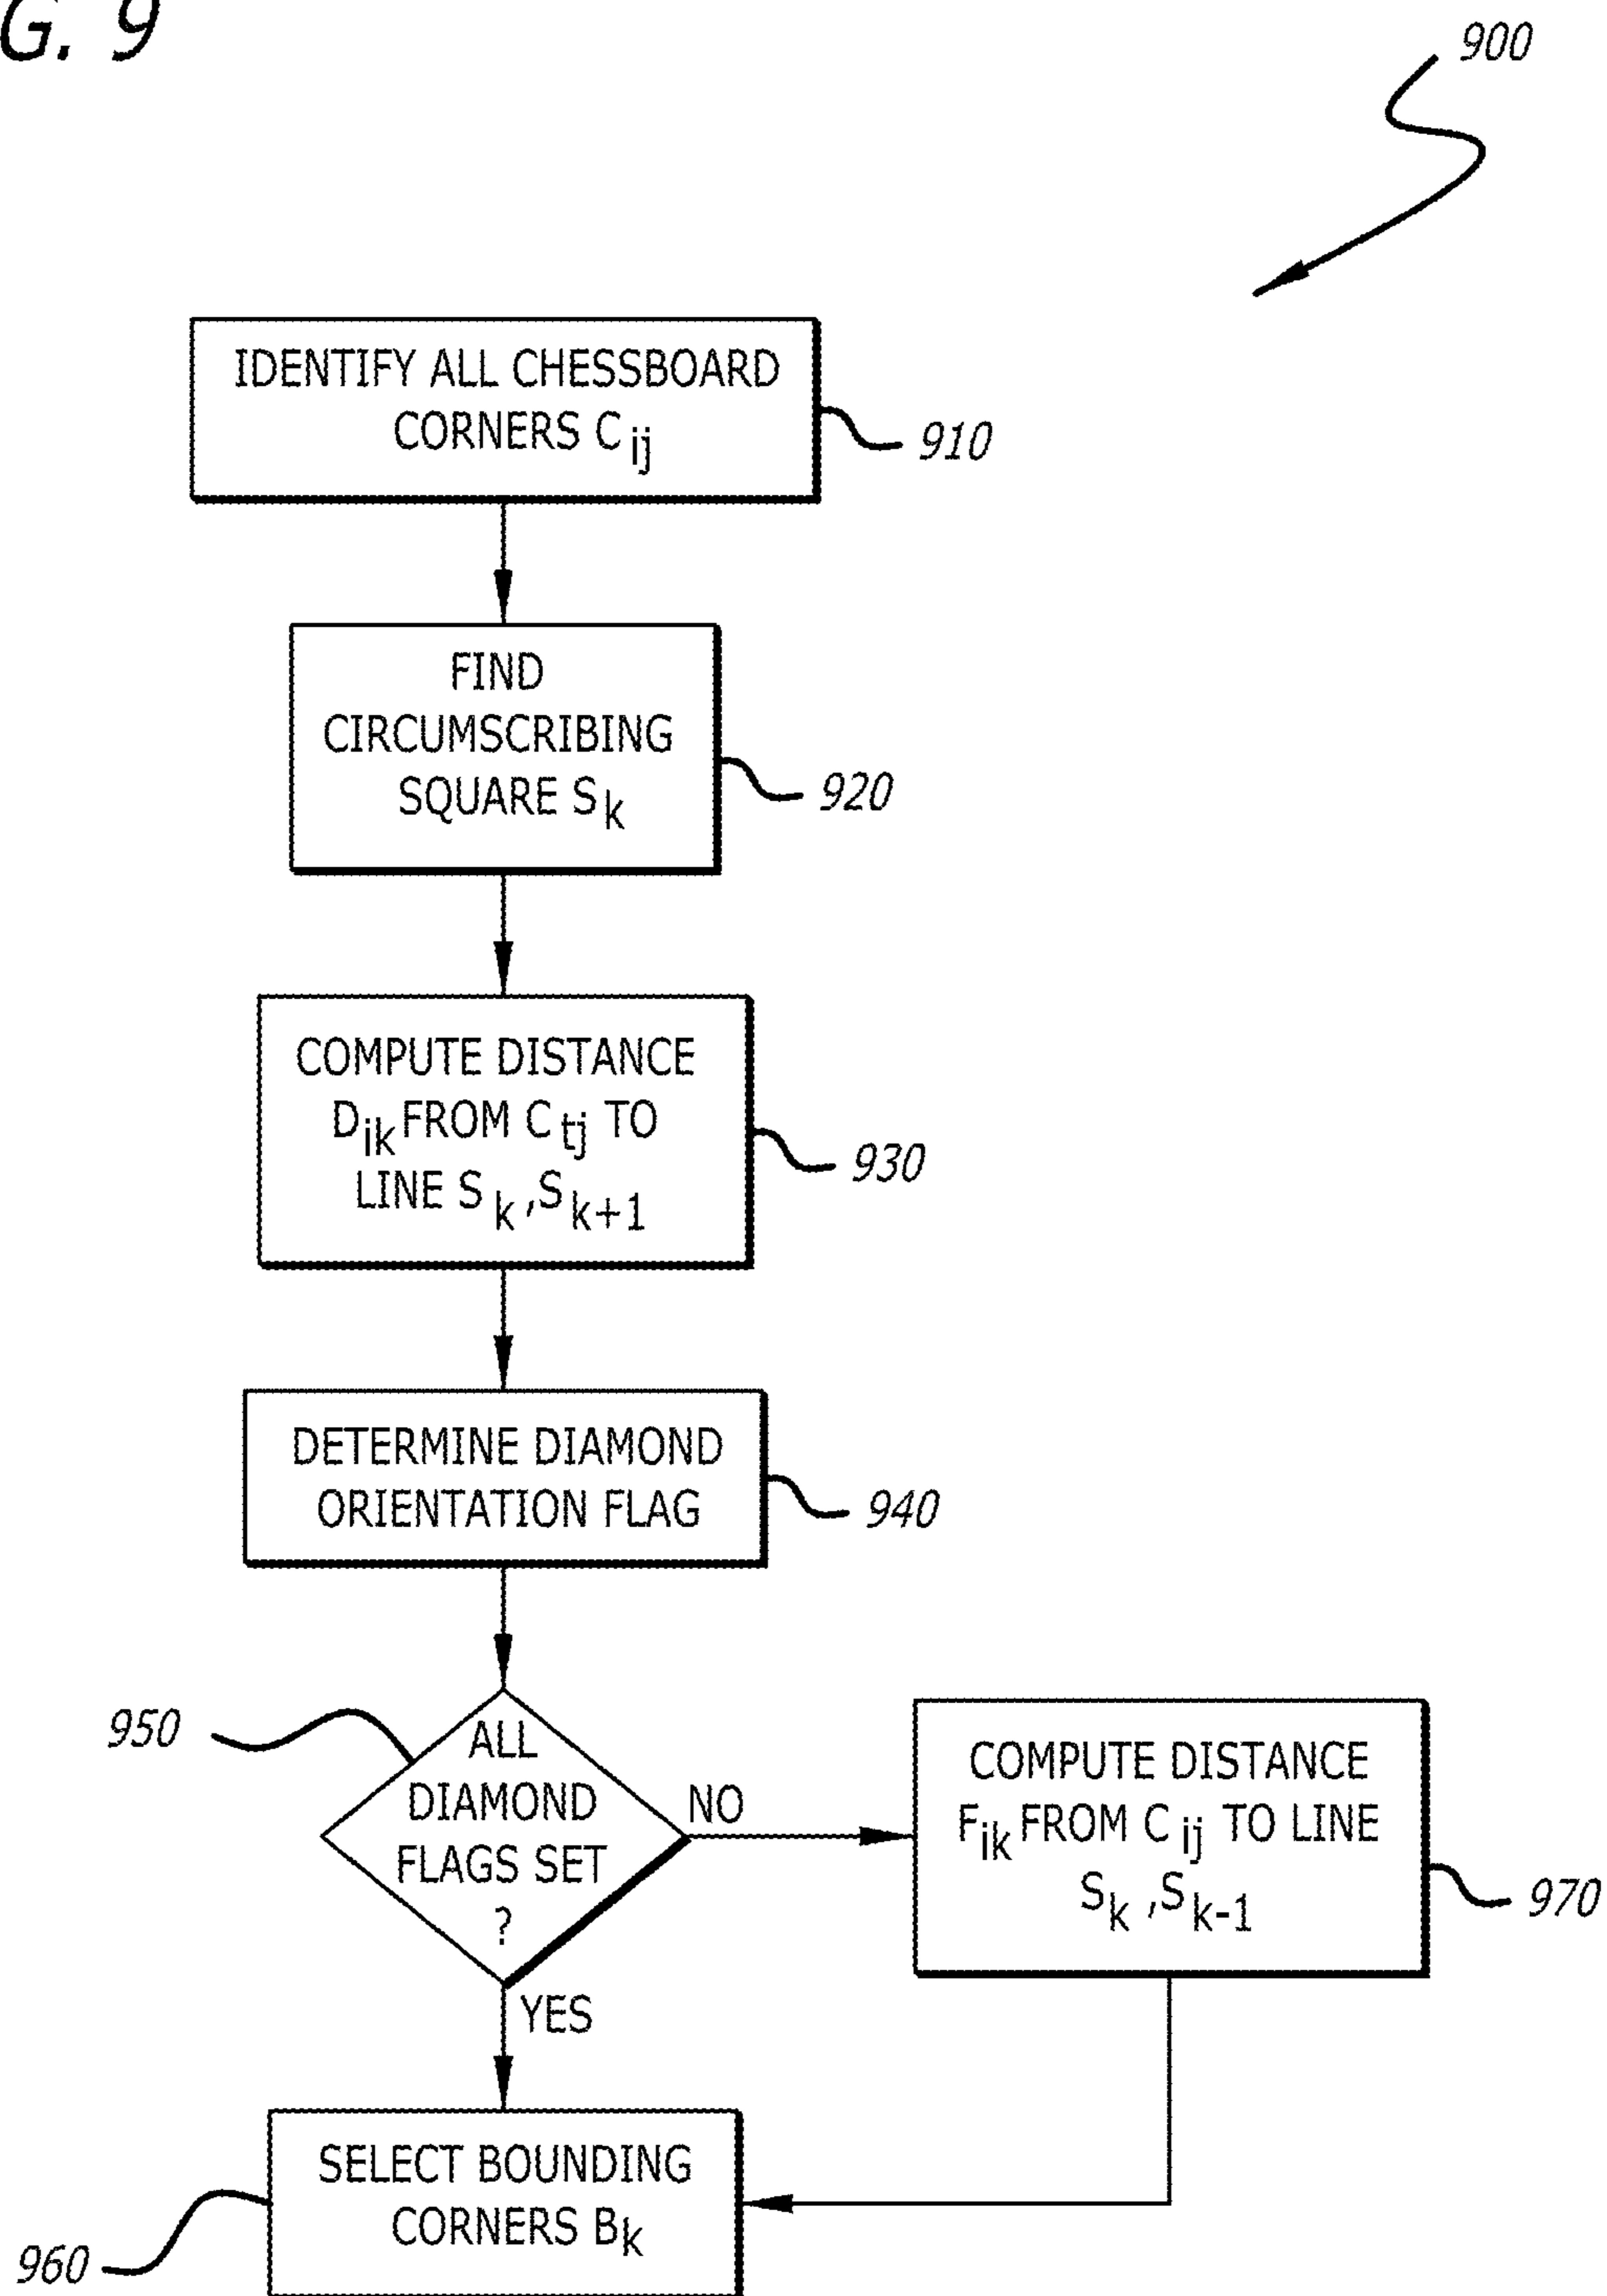 G. 9
900
IDENTIFY ALL CHESSBOARD
CORNERS C ij
910
FIND
CIRCUMSCRIBING
SQUARE S k
920
COMPUTE DISTANCE
D ik FROM C tj TO
LINE S k ,S k+1
930
DETERMINE DIAMOND
ORIENTATION FLAG
940
950
ALL
DIAMOND
FLAGS SET
?
NO
YES
COMPUTE DISTANCE
F ik FROM C ij TO LINE
S k ,S k-1
970
SELECT BOUNDING
CORNERS B k
960